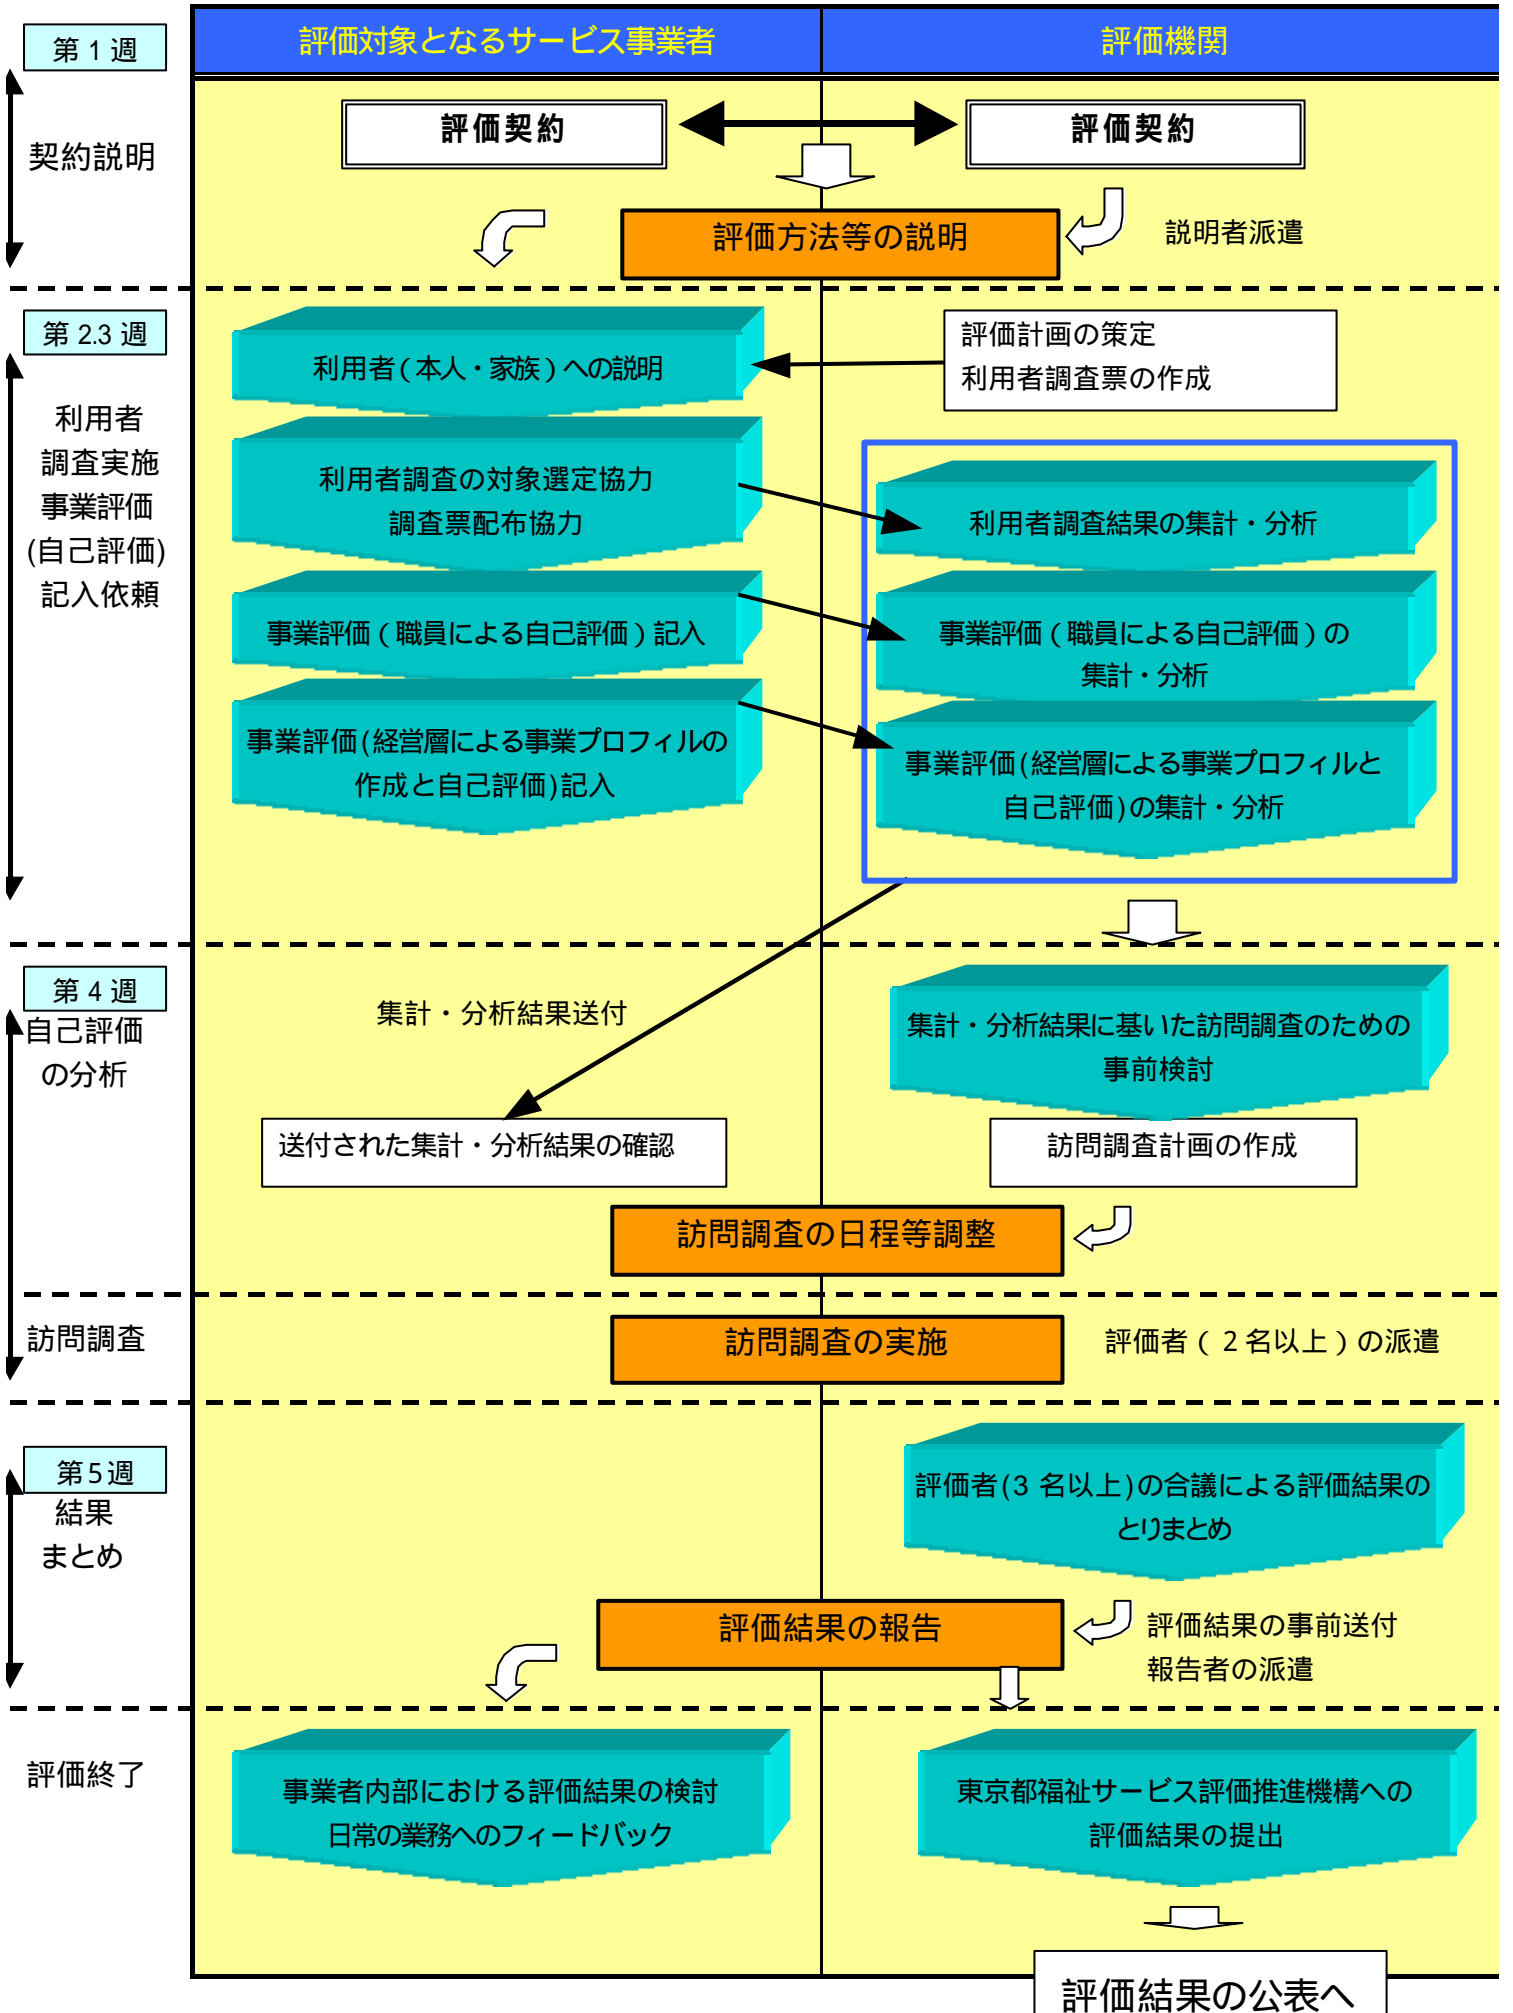 評価対象となるサービス事業者
評価機関
第 1 週
契約説明
評価契約
評価契約
評価方法等の説明
説明者派遣
第 2.3 週
利用者
調査実施
事業評価
(自己評価)
記入依頼
利用者(本人・家族)への説明
評価計画の策定
利用者調査票の作成
利用者調査の対象選定協力
調査票配布協力
利用者調査結果の集計・分析
事業評価(職員による自己評価)記入
事業評価(職員による自己評価)の
集計・分析
事業評価(経営層による事業プロフィルの
作成と自己評価)記入
事業評価(経営層による事業プロフィルと
自己評価)の集計・分析
第 4 週
自己評価
の分析
集計・分析結果送付
集計・分析結果に基いた訪問調査のための
事前検討
送付された集計・分析結果の確認
訪問調査計画の作成
訪問調査の日程等調整
訪問調査
訪問調査の実施
評価者(2名以上)の派遣
第5週
結果
まとめ
評価者(3 名以上)の合議による評価結果の
とりまとめ
評価結果の報告
評価結果の事前送付
報告者の派遣
評価終了
事業者内部における評価結果の検討
日常の業務へのフィードバック
東京都福祉サービス評価推進機構への
評価結果の提出
評価結果の公表へ